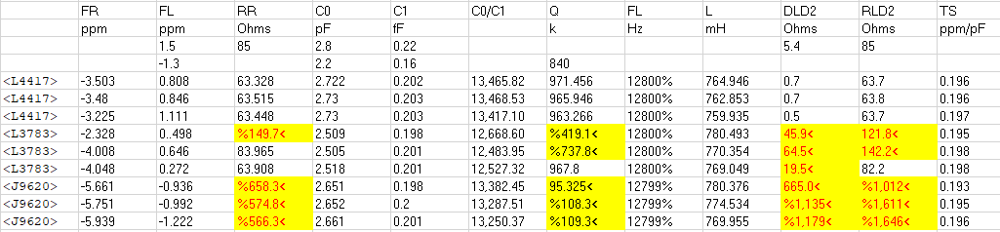 FR FL RR C0 C1 C0/C1 Q FL L DLD2 RLD2 TS
ppm ppm Ohms pF fF k Hz mH Ohms Ohms ppm/pF
1.5 85 2.8 0.22 5.4 85
-1.3 2.2 0.16 840
<L4417> -3.503 0.808 63.328 2.722 0.202 13,465.82 971.456 12800% 764.946 0.7 63.7 0.196
<L4417> -3.48 0.846 63.515 2.73 0.203 13,468.53 965.946 12800% 762.853 0.7 63.8 0.196
<L4417> -3.225 1.111 63.448 2.73 0.203 13,417.10 963.266 12800% 759.935 0.5 63.7 0.197
<L3783> -2.328 0.498 %149.7< 2.509 0.198 12,668.60 %419.1< 12800% 780.493 45.9< 121.8< 0.195
<L3783> -4.008 0.646 83.965 2.505 0.201 12,483.95 %737.8< 12800% 770.354 64.5< 142.2< 0.198
<L3783> -4.048 0.272 63.908 2.518 0.201 12,527.32 967.8 12800% 769.049 19.5< 82.2 0.198
<J9620> -5.661 -0.936 %658.3< 2.651 0.198 13,382.45 95.325< 12799% 780.376 665.0< %1,012< 0.193
<J9620> -5.751 -0.992 %574.8< 2.652 0.2 13,287.51 %108.3< 12799% 774.534 %1,135< %1,611< 0.195
<J9620> -5.939 -1.222 %566.3< 2.661 0.201 13,250.37 %109.3< 12799% 769.955 %1,179< %1,646< 0.196